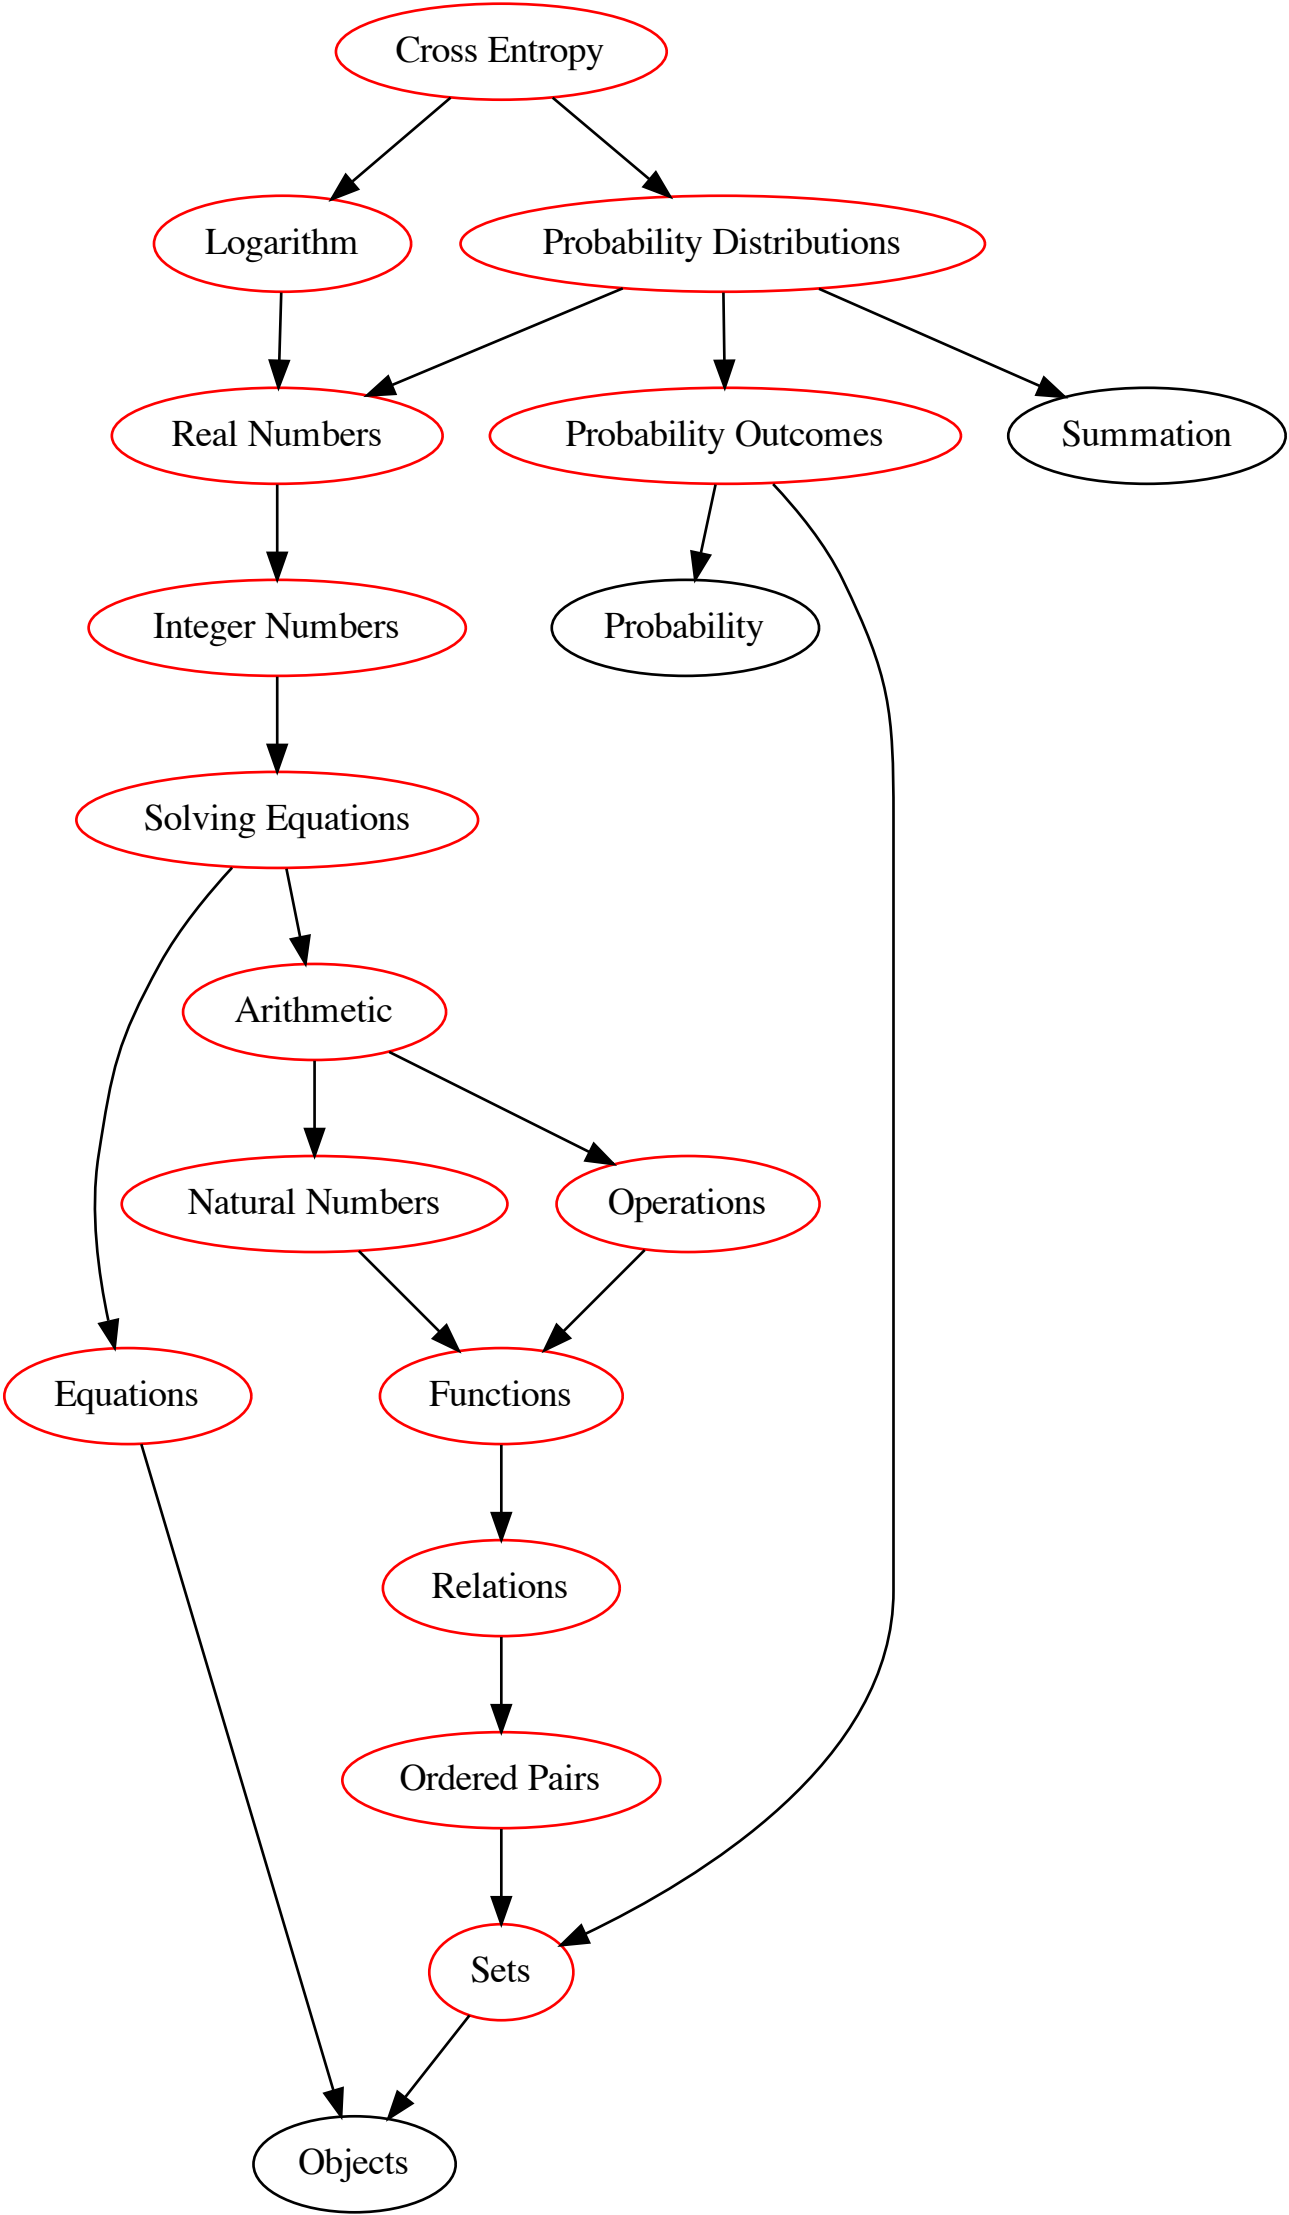 Cross Entropy
Logarithm
Probability Distributions
Real Numbers
Probability Outcomes
Summation
Integer Numbers
Probability
Solving Equations
Arithmetic
Natural Numbers
Operations
Equations
Functions
Relations
Ordered Pairs
Sets
Objects